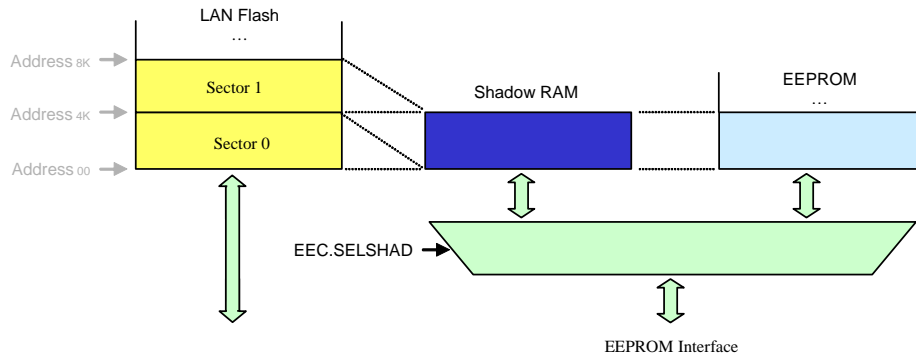 LAN Flash
…
Address 8K
Sector 1
Shadow RAM
EEPROM
…
Address 4K
Sector 0
Address 00
EEC.SELSHAD
EEPROM Interface